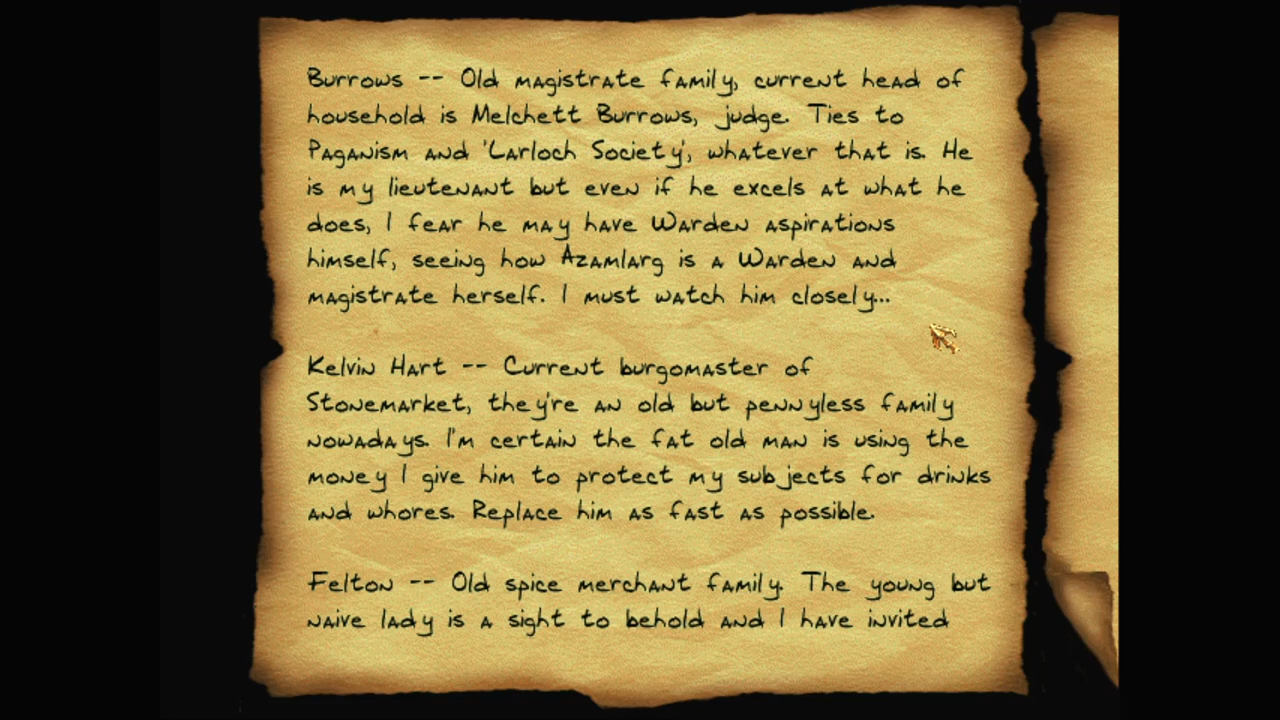 Burrows -- Old magistrate family, current head of
household is Melchett Burrows, judge. Ties to
Paganism and 'Larloch Society', whatever that is. He
is my lieutenant but even if he excels at what he
does, I fear he may have Warden aspirations
himself, seeing how Azamlarg is a Warden and
magistrate herself. I must watch him closely...
Kelvin Hart -- Current burgomaster of
Stonemarket, they're an old but pennyless family
nowadays. I'm certain the fat old man is using the
money I give him to protect my subjects for drinks
and whores. Replace him as fast as possible.
Felton -- Old spice merchant family. The young but
naive lady is a sight to behold and I have invited